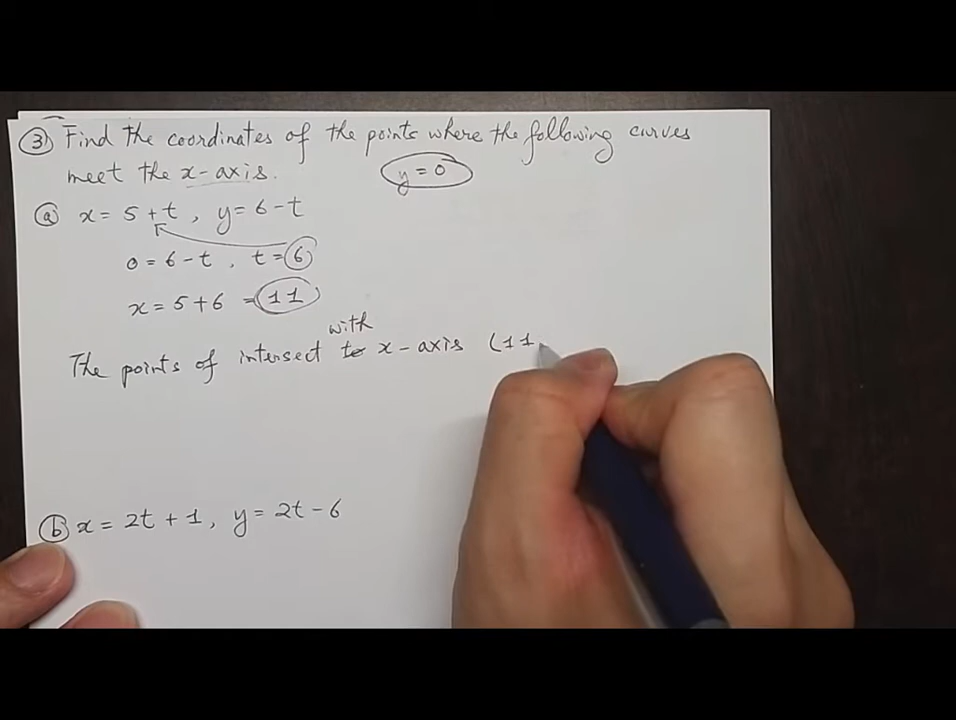 ③ Find the coordinates of the points where the following curves
meet the x-axis. y=0
ⓐ x = 5+t , y=6-t
0 = 6-t , t=6
x = 5+6 = 11
with
The points of intersect to x-axis (11
ⓑ x = 2t+1, y= 2t-6